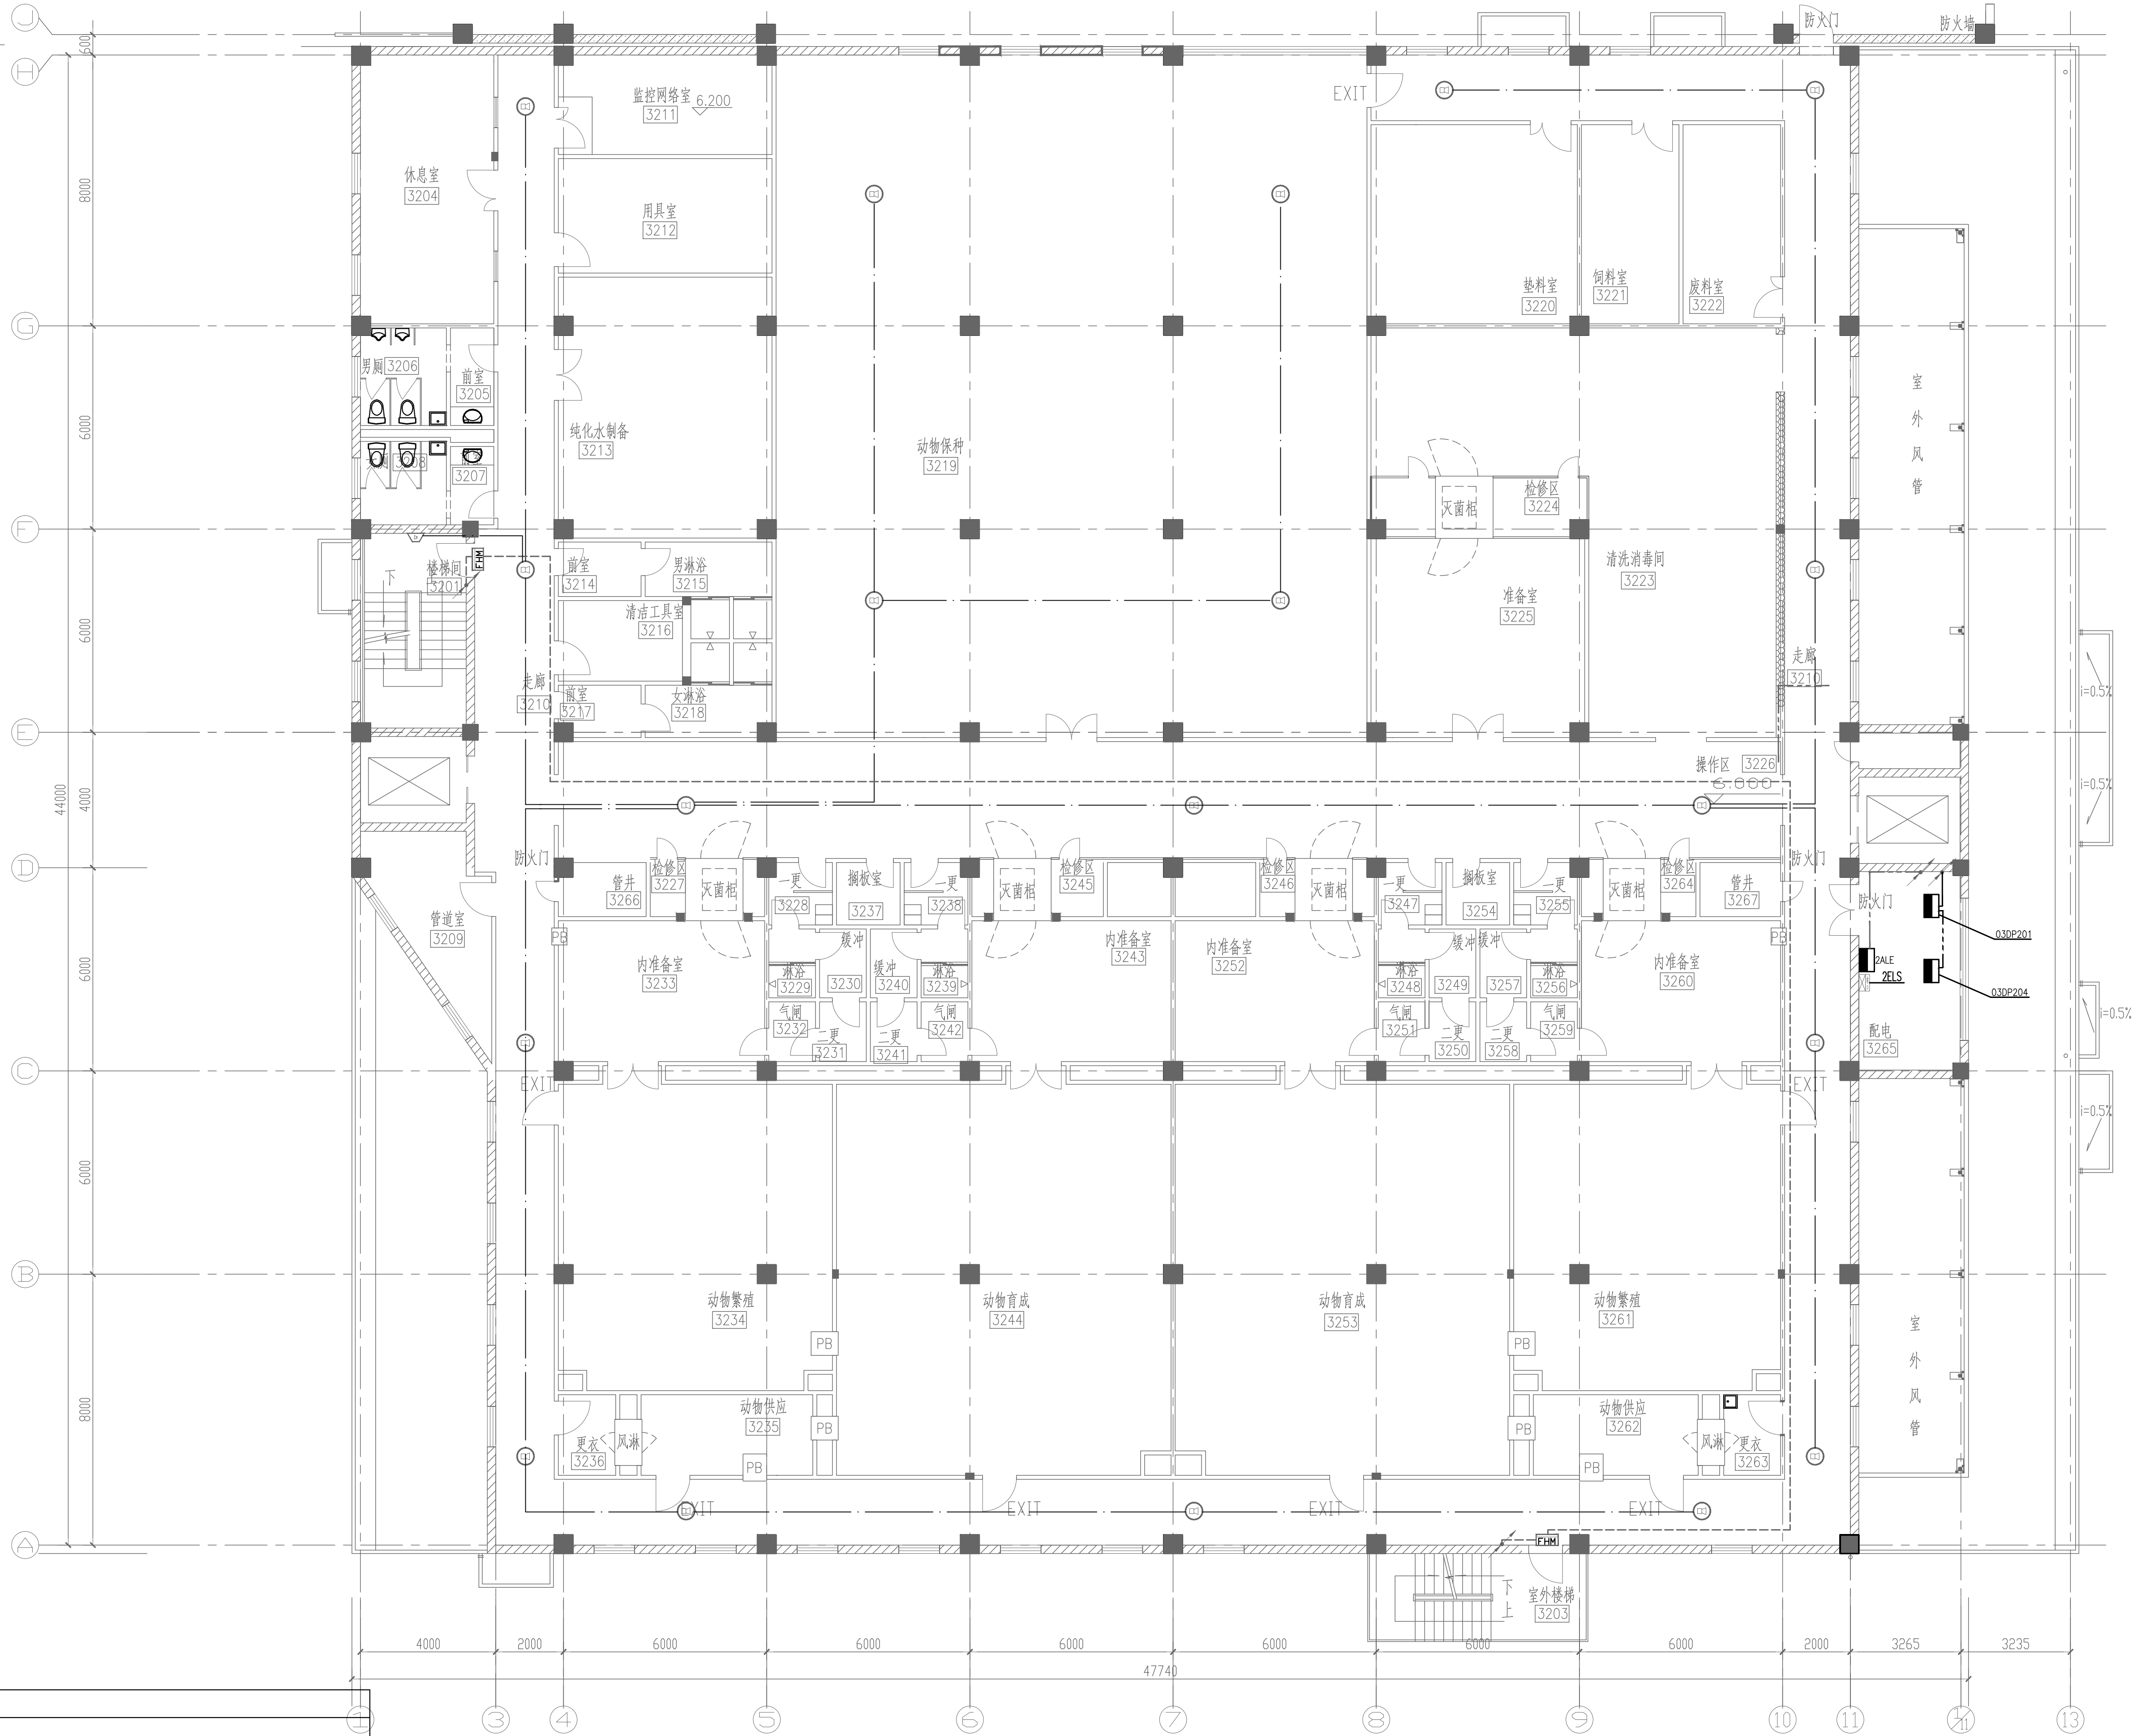 J
600
H
8000
G
6000
F
6000
E
44000
4000
D
6000
C
6000
B
8000
A
防火门
防火墙
EXIT
监控网络室
3211
6.200
休息室
3204
用具室
3212
垫料室
3220
饲料室
3221
废料室
3222
男厕
3206
前室
3205
3208
3207
纯化水制备
3213
动物保种
3219
灭菌柜
检修区
3224
室外风管
楼梯间
3201
下
FHM
前室
3214
男淋浴
3215
清洁工具室
3216
清洗消毒间
3223
准备室
3225
走廊
3210
前室
3217
女淋浴
3218
走廊
3210
操作区
3226
6.000
i=0.5%
i=0.5%
i=0.5%
i=0.5%
防火门
管井
3266
检修区
3227
灭菌柜
一更
3228
搁板室
3237
一更
3238
灭菌柜
检修区
3245
检修区
3246
灭菌柜
一更
3247
搁板室
3254
一更
3255
灭菌柜
检修区
3264
管井
3267
防火门
防火门
管道室
3209
PB
内准备室
3233
缓冲
3230
淋浴
3229
缓冲
3240
淋浴
3239
内准备室
3243
内准备室
3252
淋浴
3248
缓冲
3249
缓冲
3257
淋浴
3256
内准备室
3260
PB
气闸
3232
二更
3231
二更
3241
气闸
3242
气闸
3251
二更
3250
二更
3258
气闸
3259
03DP201
2ALE
2ELS
03DP204
配电
3265
EXIT
EXIT
动物繁殖
3234
动物育成
3244
动物育成
3253
动物繁殖
3261
PB
PB
室外风管
更衣
3236
风淋
动物供应
3235
PB
PB
PB
动物供应
3262
PB
风淋
更衣
3263
EXIT
EXIT
EXIT
EXIT
FHM
下
上
室外楼梯
3203
4000
2000
6000
6000
6000
6000
6000
6000
2000
3265
3235
47740
1
3
4
5
6
7
8
9
10
11
1/11
13